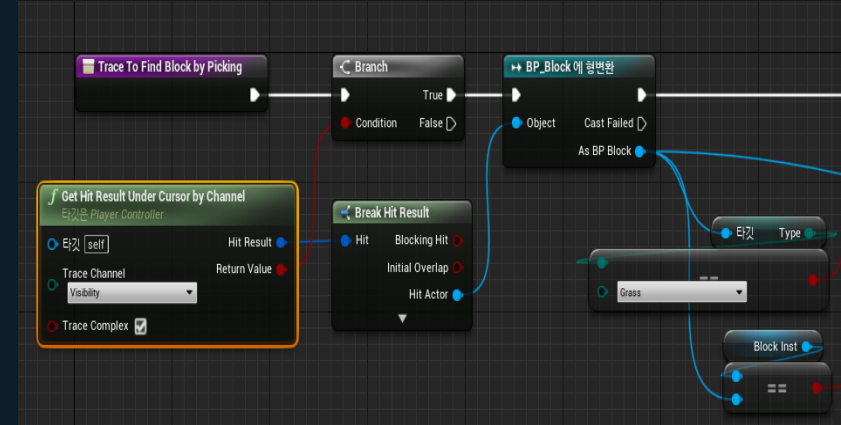 Trace To Find Block by Picking
Branch
True
Condition
False
BP_Block 에 형변환
Object
Cast Failed
As BP Block
f Get Hit Result Under Cursor by Channel
타깃은 Player Controller
타깃 self
Hit Result
Trace Channel
Return Value
Visibility
Trace Complex
Break Hit Result
Hit
Blocking Hit
Initial Overlap
Hit Actor
타깃
Type
==
Grass
Block Inst
==